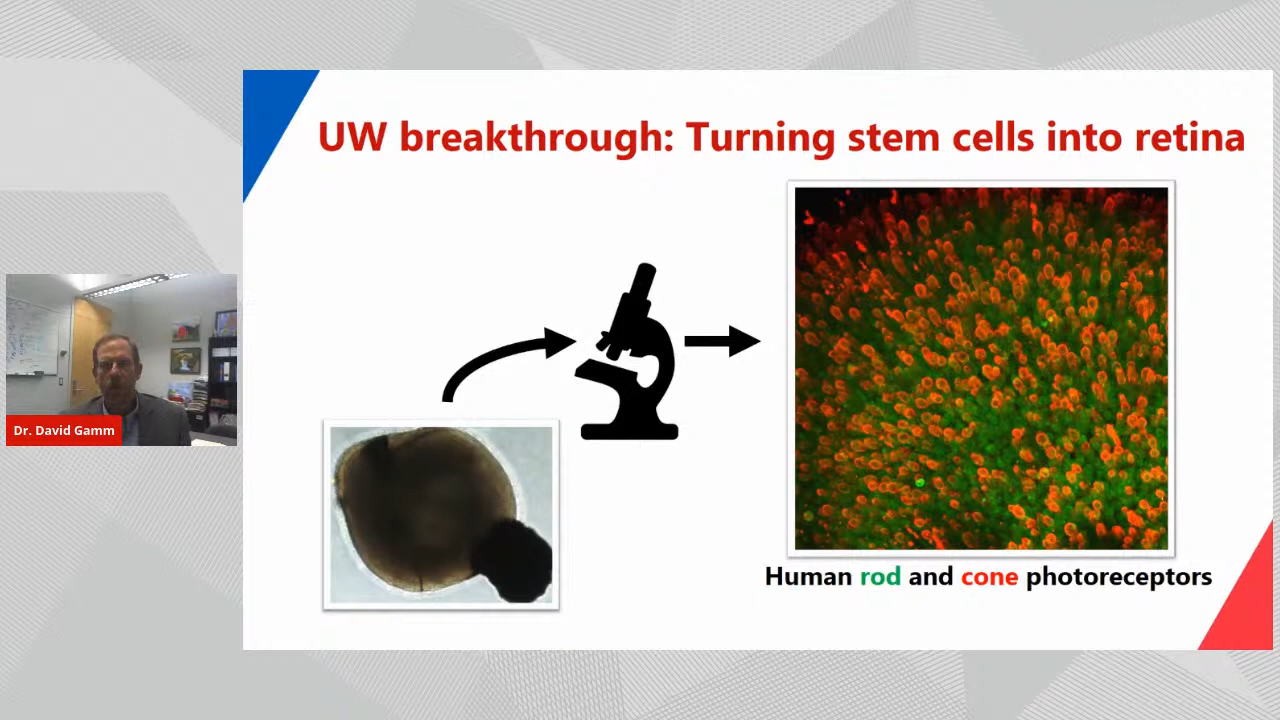 UW breakthrough: Turning stem cells into retina
Dr. David Gamm
Human rod and cone photoreceptors